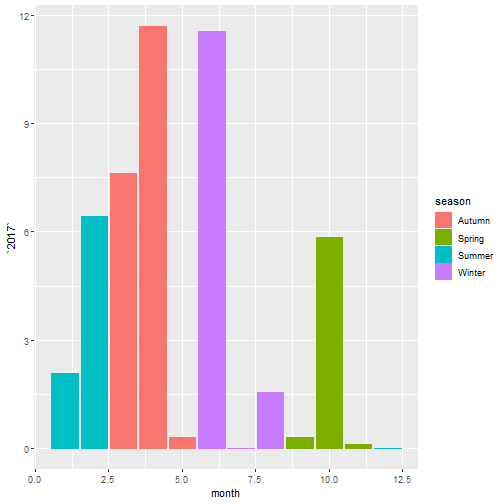 12
9
6
3
0
`2017`
0.0 2.5 5.0 7.5 10.0 12.5
month
season
Autumn
Spring
Summer
Winter